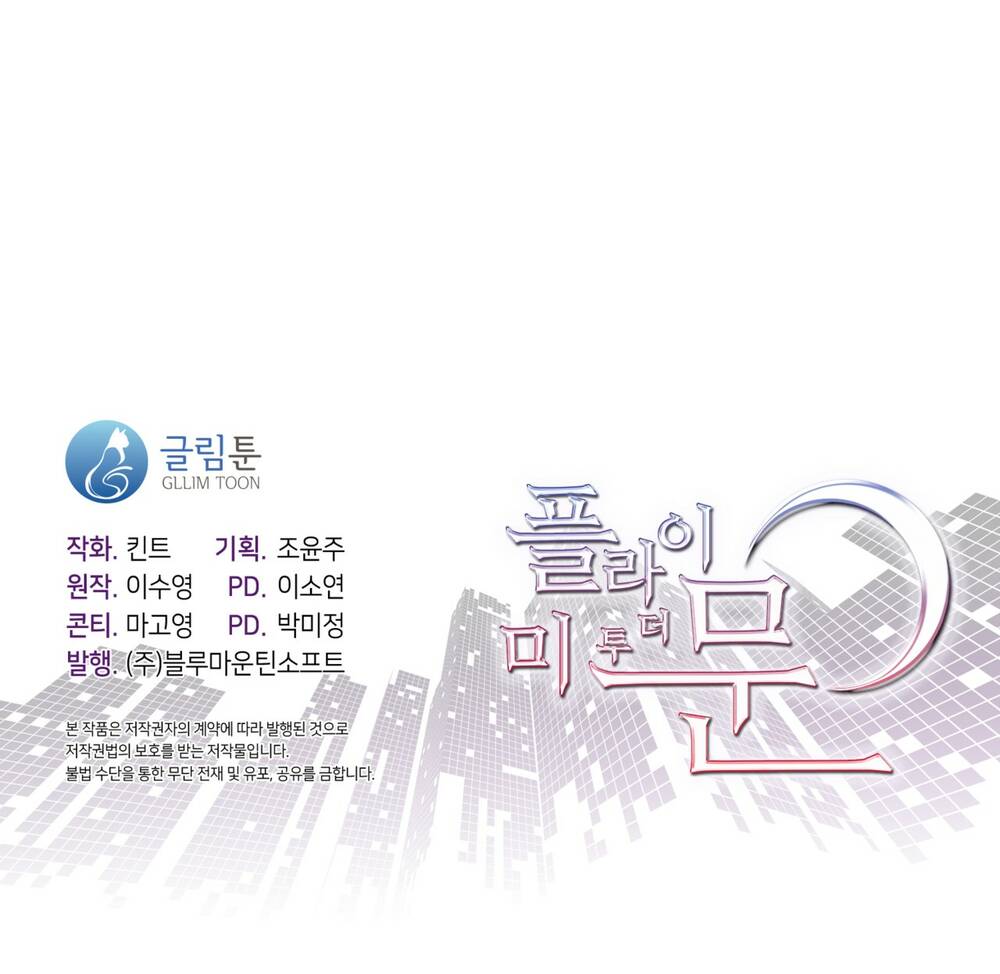 글림툰
GLLIM TOON
작화. 킨트 기획. 조윤주
원작. 이수영 PD. 이소연
콘티. 마고영 PD. 박미정
발행. (주)블루마운틴소프트
본 작품은 저작권자의 계약에 따라 발행된 것으로
저작권법의 보호를 받는 저작물입니다.
불법 수단을 통한 무단 전재 및 유포, 공유를 금합니다.
플라이
미 투 더 문